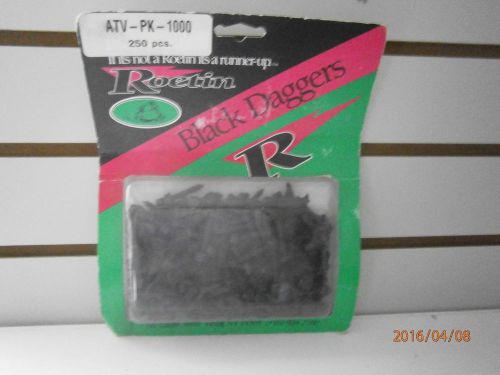 ATV-PK-1000
250 pcs.
If its not a Roetin its a runner-up
Roetin
Black Daggers
R
2016/04/08